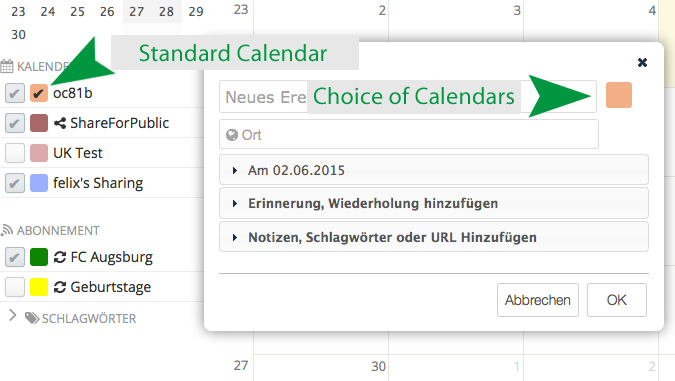 23 24 25 26 27 28 29
30
23
2
3
4
Standard Calendar
KALENDE
oc81b
ShareForPublic
UK Test
felix's Sharing
ABONNEMENT
FC Augsburg
Geburtstage
SCHLAGWÖRTER
Neues Ere
Choice of Calendars
Ort
Am 02.06.2015
Erinnerung, Wiederholung hinzufügen
Notizen, Schlagwörter oder URL Hinzufügen
Abbrechen
OK
27
30
1
2